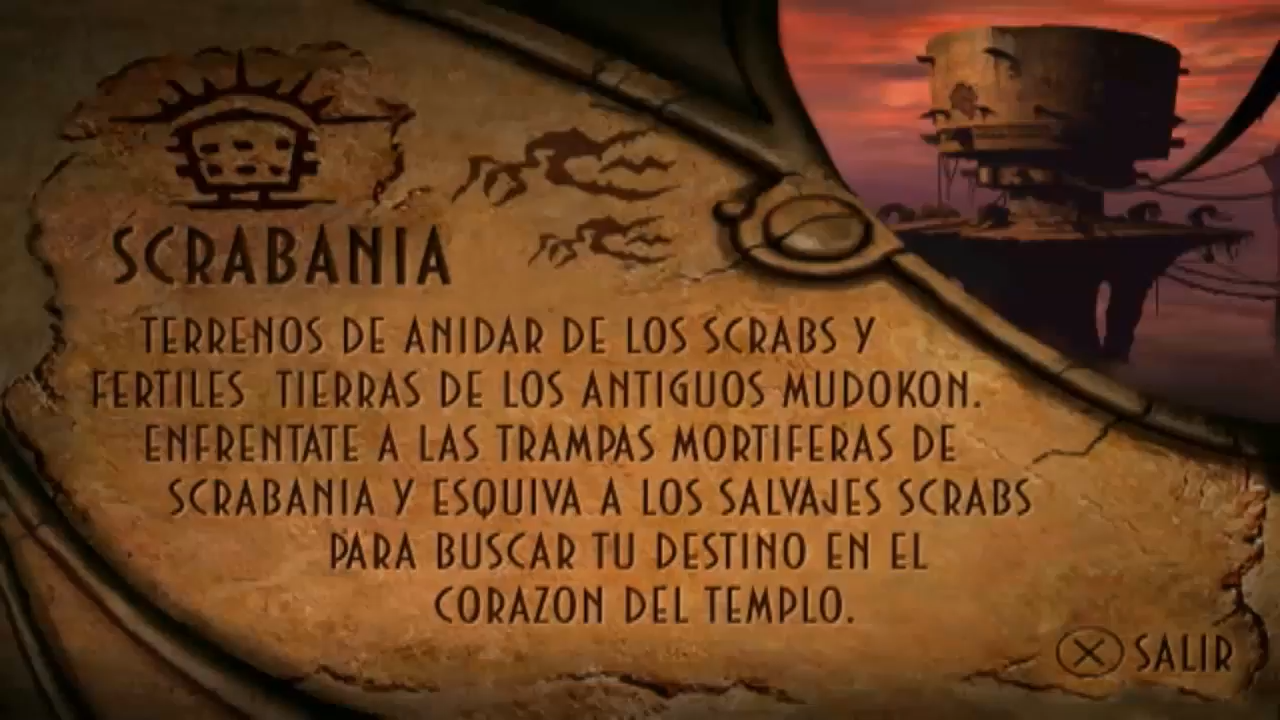 SCRABANIA
TERRENOS DE ANIDAR DE LOS SCRABS Y
FERTILES TIERRAS DE LOS ANTIGUOS MUDOKON.
ENFRENTATE A LAS TRAMPAS MORTIFERAS DE
SCRABANIA Y ESQUIVA A LOS SALVAJES SCRABS
PARA BUSCAR TU DESTINO EN EL
CORAZON DEL TEMPLO.
SALIR